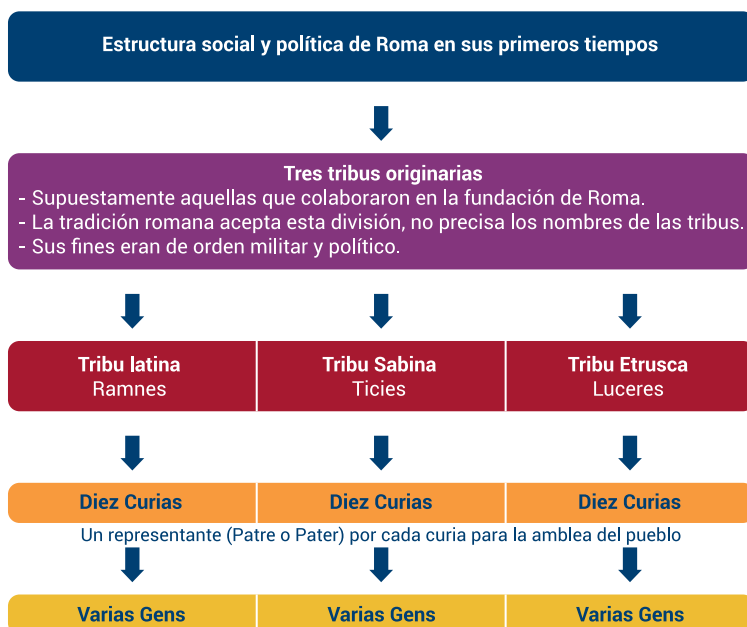 Estructura social y política de Roma en sus primeros tiempos
Tres tribus originarias
- Supuestamente aquellas que colaboraron en la fundación de Roma.
- La tradición romana acepta esta división, no precisa los nombres de las tribus.
- Sus fines eran de orden militar y político.
Tribu latina
Ramnes
Tribu Sabina
Ticies
Tribu Etrusca
Luceres
Diez Curias
Diez Curias
Diez Curias
Un representante (Patre o Pater) por cada curia para la amblea del pueblo
Varias Gens
Varias Gens
Varias Gens